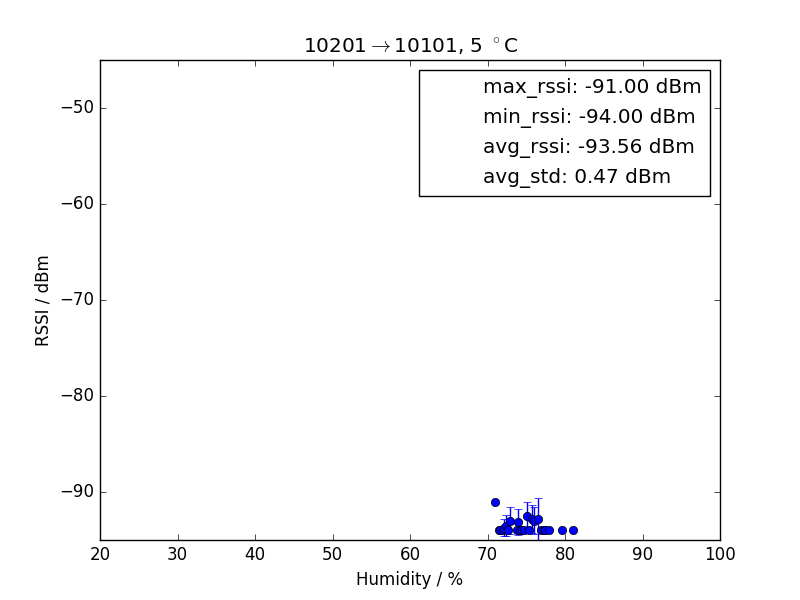 10201→10101, 5 °C
max_rssi: -91.00 dBm
min_rssi: -94.00 dBm
avg_rssi: -93.56 dBm
avg_std: 0.47 dBm
−50
−60
−70
−80
−90
RSSI / dBm
20 30 40 50 60 70 80 90 100
Humidity / %